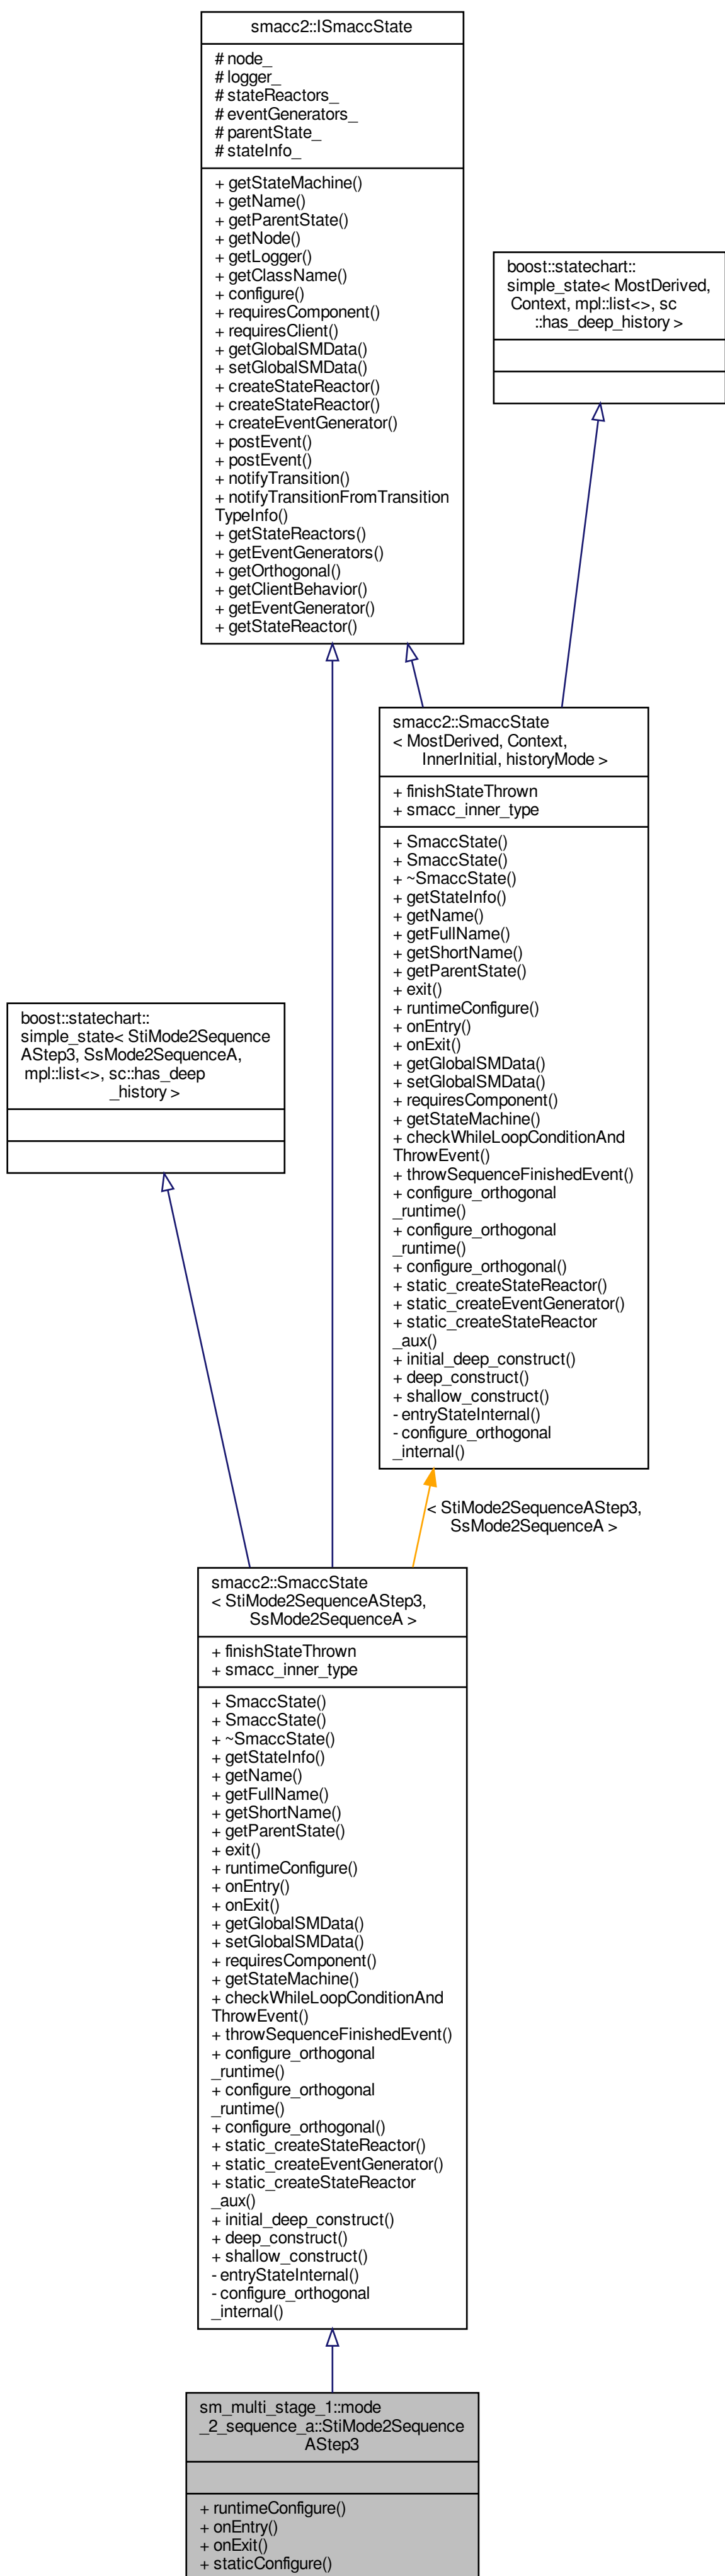 smacc2::ISmaccState
# node_
# logger_
# stateReactors_
# eventGenerators_
# parentState_
# stateInfo_
+ getStateMachine()
+ getName()
+ getParentState()
+ getNode()
+ getLogger()
+ getClassName()
+ configure()
+ requiresComponent()
+ requiresClient()
+ getGlobalSMData()
+ setGlobalSMData()
+ createStateReactor()
+ createStateReactor()
+ createEventGenerator()
+ postEvent()
+ postEvent()
+ notifyTransition()
+ notifyTransitionFromTransition
TypeInfo()
+ getStateReactors()
+ getEventGenerators()
+ getOrthogonal()
+ getClientBehavior()
+ getEventGenerator()
+ getStateReactor()
boost::statechart::
simple_state< MostDerived,
Context, mpl::list<>, sc
::has_deep_history >
smacc2::SmaccState
< MostDerived, Context,
InnerInitial, historyMode >
+ finishStateThrown
+ smacc_inner_type
+ SmaccState()
+ SmaccState()
+ ~SmaccState()
+ getStateInfo()
+ getName()
+ getFullName()
+ getShortName()
+ getParentState()
+ exit()
+ runtimeConfigure()
+ onEntry()
+ onExit()
+ getGlobalSMData()
+ setGlobalSMData()
+ requiresComponent()
+ getStateMachine()
+ checkWhileLoopConditionAnd
ThrowEvent()
+ throwSequenceFinishedEvent()
+ configure_orthogonal
_runtime()
+ configure_orthogonal
_runtime()
+ configure_orthogonal()
+ static_createStateReactor()
+ static_createEventGenerator()
+ static_createStateReactor
_aux()
+ initial_deep_construct()
+ deep_construct()
+ shallow_construct()
- entryStateInternal()
- configure_orthogonal
_internal()
boost::statechart::
simple_state< StiMode2Sequence
AStep3, SsMode2SequenceA,
mpl::list<>, sc::has_deep
_history >
< StiMode2SequenceAStep3,
SsMode2SequenceA >
smacc2::SmaccState
< StiMode2SequenceAStep3,
SsMode2SequenceA >
+ finishStateThrown
+ smacc_inner_type
+ SmaccState()
+ SmaccState()
+ ~SmaccState()
+ getStateInfo()
+ getName()
+ getFullName()
+ getShortName()
+ getParentState()
+ exit()
+ runtimeConfigure()
+ onEntry()
+ onExit()
+ getGlobalSMData()
+ setGlobalSMData()
+ requiresComponent()
+ getStateMachine()
+ checkWhileLoopConditionAnd
ThrowEvent()
+ throwSequenceFinishedEvent()
+ configure_orthogonal
_runtime()
+ configure_orthogonal
_runtime()
+ configure_orthogonal()
+ static_createStateReactor()
+ static_createEventGenerator()
+ static_createStateReactor
_aux()
+ initial_deep_construct()
+ deep_construct()
+ shallow_construct()
- entryStateInternal()
- configure_orthogonal
_internal()
sm_multi_stage_1::mode
_2_sequence_a::StiMode2Sequence
AStep3
+ runtimeConfigure()
+ onEntry()
+ onExit()
+ staticConfigure()